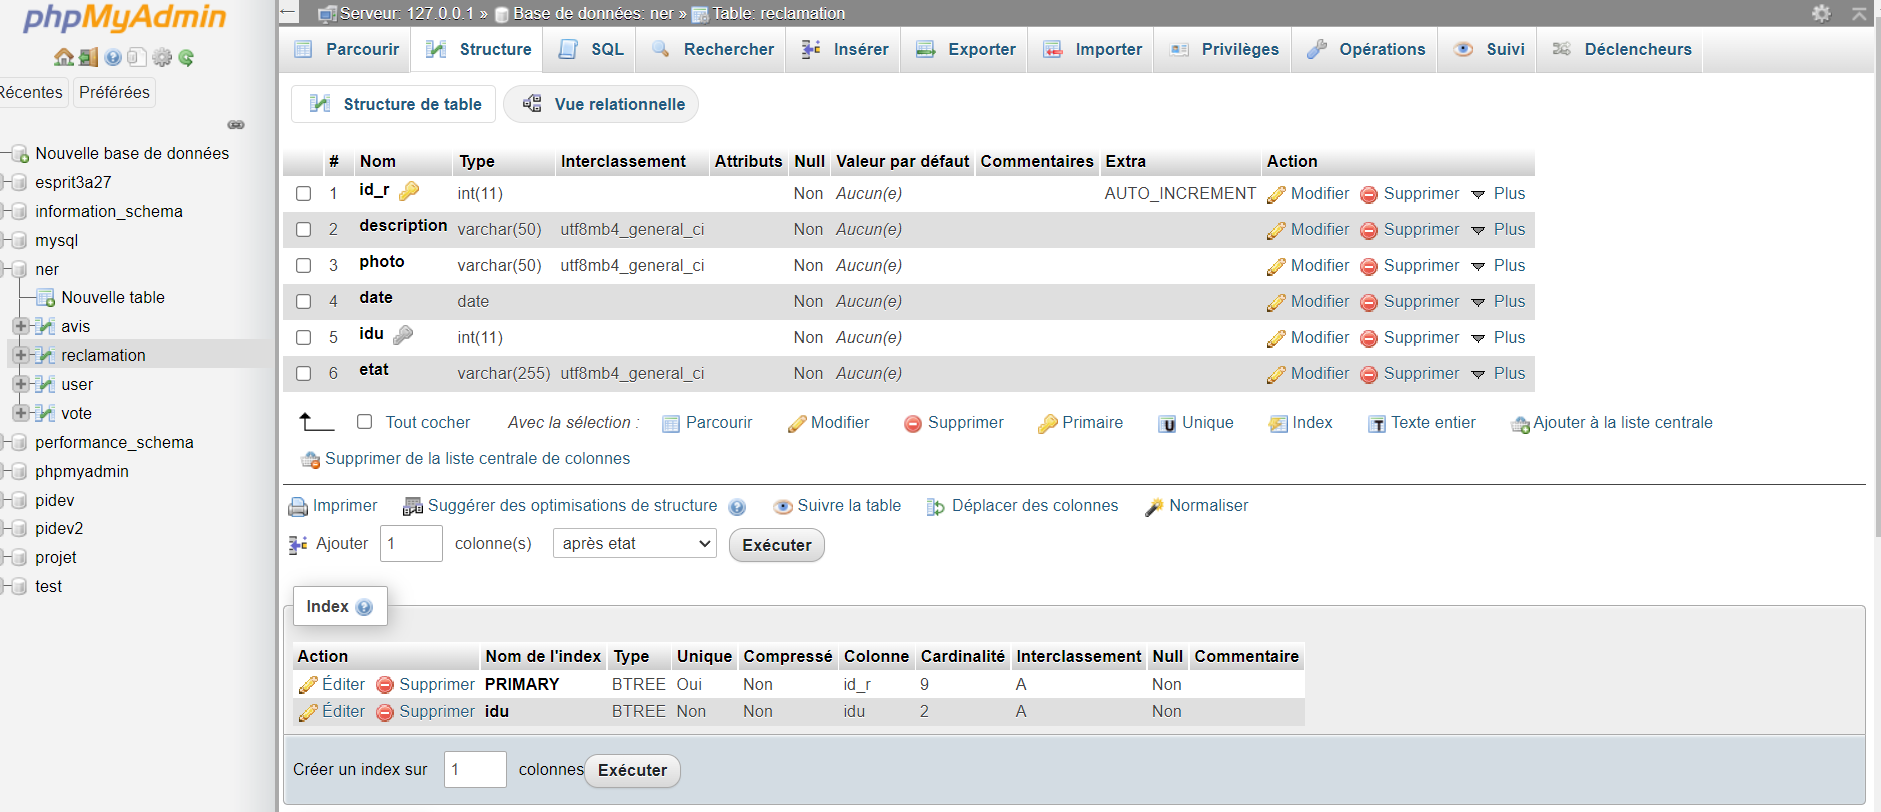 phpMyAdmin
Récentes Préférées
Nouvelle base de données
esprit3a27
information_schema
mysql
ner
Nouvelle table
avis
reclamation
user
vote
performance_schema
phpmyadmin
pidev
pidev2
projet
test
Serveur: 127.0.0.1 » Base de données: ner » Table: reclamation
Parcourir Structure SQL Rechercher Insérer Exporter Importer Privilèges Opérations Suivi Déclencheurs
Structure de table Vue relationnelle
# Nom Type Interclassement Attributs Null Valeur par défaut Commentaires Extra Action
1 id_r int(11) Non Aucun(e) AUTO_INCREMENT Modifier Supprimer Plus
2 description varchar(50) utf8mb4_general_ci Non Aucun(e) Modifier Supprimer Plus
3 photo varchar(50) utf8mb4_general_ci Non Aucun(e) Modifier Supprimer Plus
4 date date Non Aucun(e) Modifier Supprimer Plus
5 idu int(11) Non Aucun(e) Modifier Supprimer Plus
6 etat varchar(255) utf8mb4_general_ci Non Aucun(e) Modifier Supprimer Plus
Tout cocher Avec la sélection : Parcourir Modifier Supprimer Primaire Unique Index Texte entier Ajouter à la liste centrale
Supprimer de la liste centrale de colonnes
Imprimer Suggérer des optimisations de structure Suivre la table Déplacer des colonnes Normaliser
Ajouter 1 colonne(s) après etat Exécuter
Index
Action Nom de l'index Type Unique Compressé Colonne Cardinalité Interclassement Null Commentaire
Éditer Supprimer PRIMARY BTREE Oui Non id_r 9 A Non
Éditer Supprimer idu BTREE Non Non idu 2 A Non
Créer un index sur 1 colonnes Exécuter